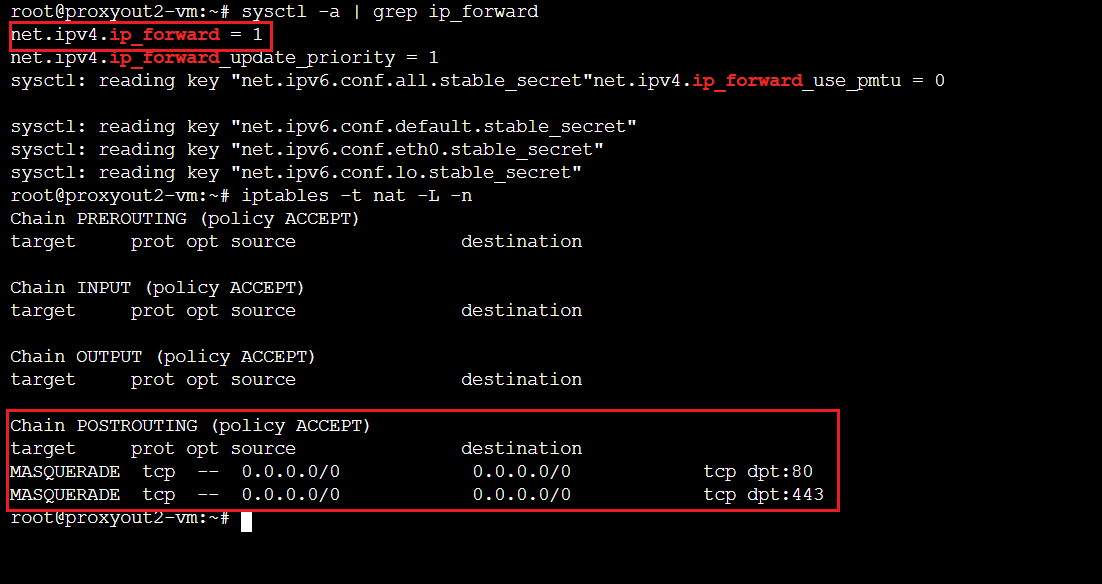 root@proxyout2-vm:~# sysctl -a | grep ip_forward
net.ipv4.ip_forward = 1
net.ipv4.ip_forward_update_priority = 1
sysctl: reading key "net.ipv6.conf.all.stable_secret"net.ipv4.ip_forward_use_pmtu = 0
sysctl: reading key "net.ipv6.conf.default.stable_secret"
sysctl: reading key "net.ipv6.conf.eth0.stable_secret"
sysctl: reading key "net.ipv6.conf.lo.stable_secret"
root@proxyout2-vm:~# iptables -t nat -L -n
Chain PREROUTING (policy ACCEPT)
target     prot opt source               destination
Chain INPUT (policy ACCEPT)
target     prot opt source               destination
Chain OUTPUT (policy ACCEPT)
target     prot opt source               destination
Chain POSTROUTING (policy ACCEPT)
target     prot opt source               destination
MASQUERADE  tcp  --  0.0.0.0/0            0.0.0.0/0            tcp dpt:80
MASQUERADE  tcp  --  0.0.0.0/0            0.0.0.0/0            tcp dpt:443
root@proxyout2-vm:~#